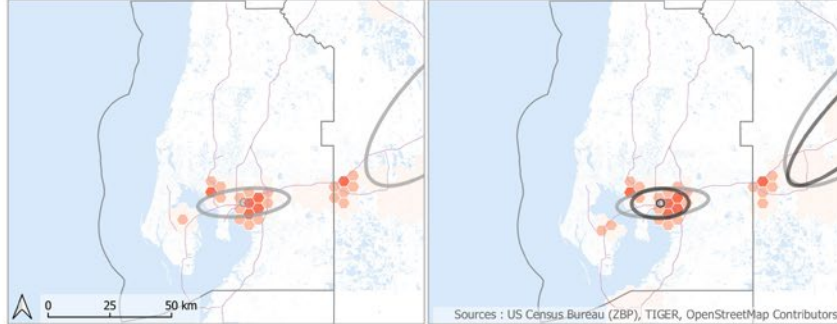 0 25 50 km
Sources : US Census Bureau (ZBP), TIGER, OpenStreetMap Contributors